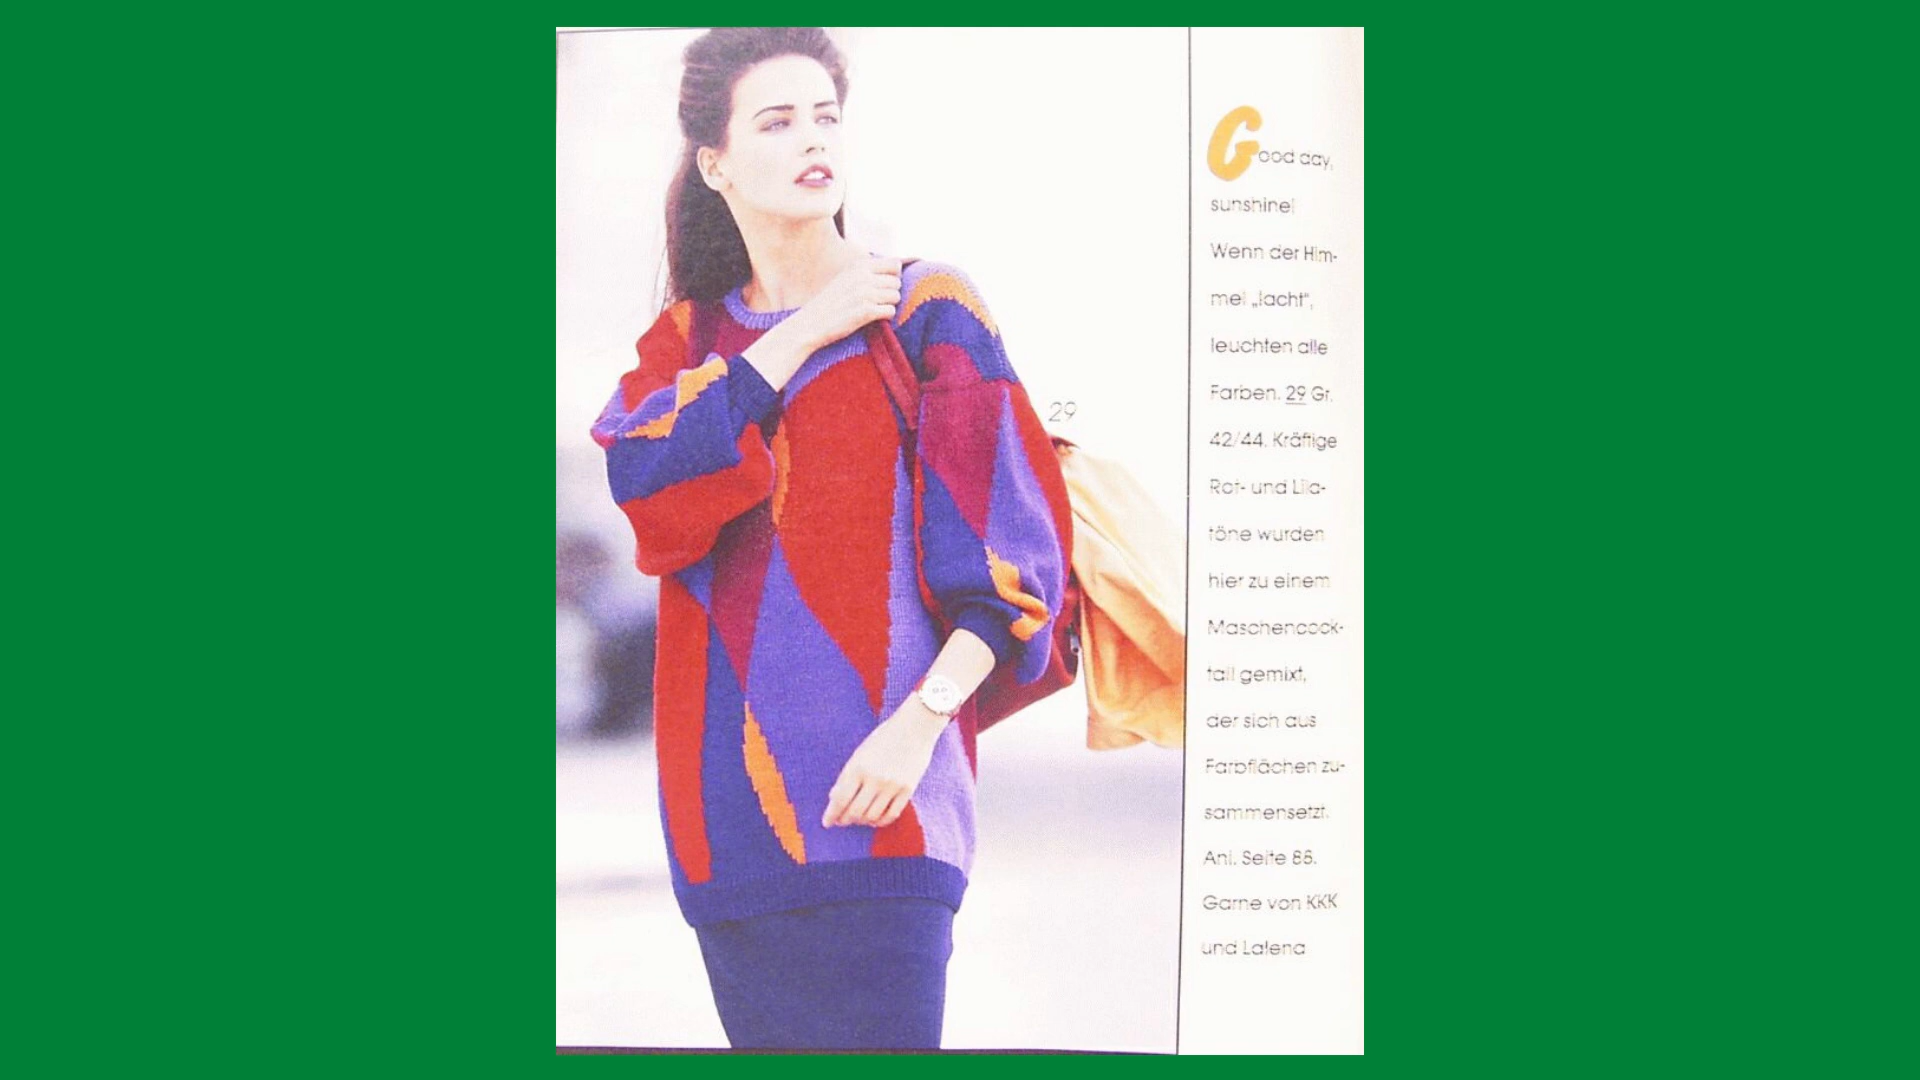 Good day,
sunshine!
Wenn der Him-
mel „lacht“,
leuchten alle
Farben. 29 Gr.
42/44. Kräftige
Rot- und Lila-
töne wurden
hier zu einem
Maschencock-
tail gemixt,
der sich aus
Farbflächen zu-
sammensetzt.
Anl. Seite 88.
Garne von KKK
und Lalena
29